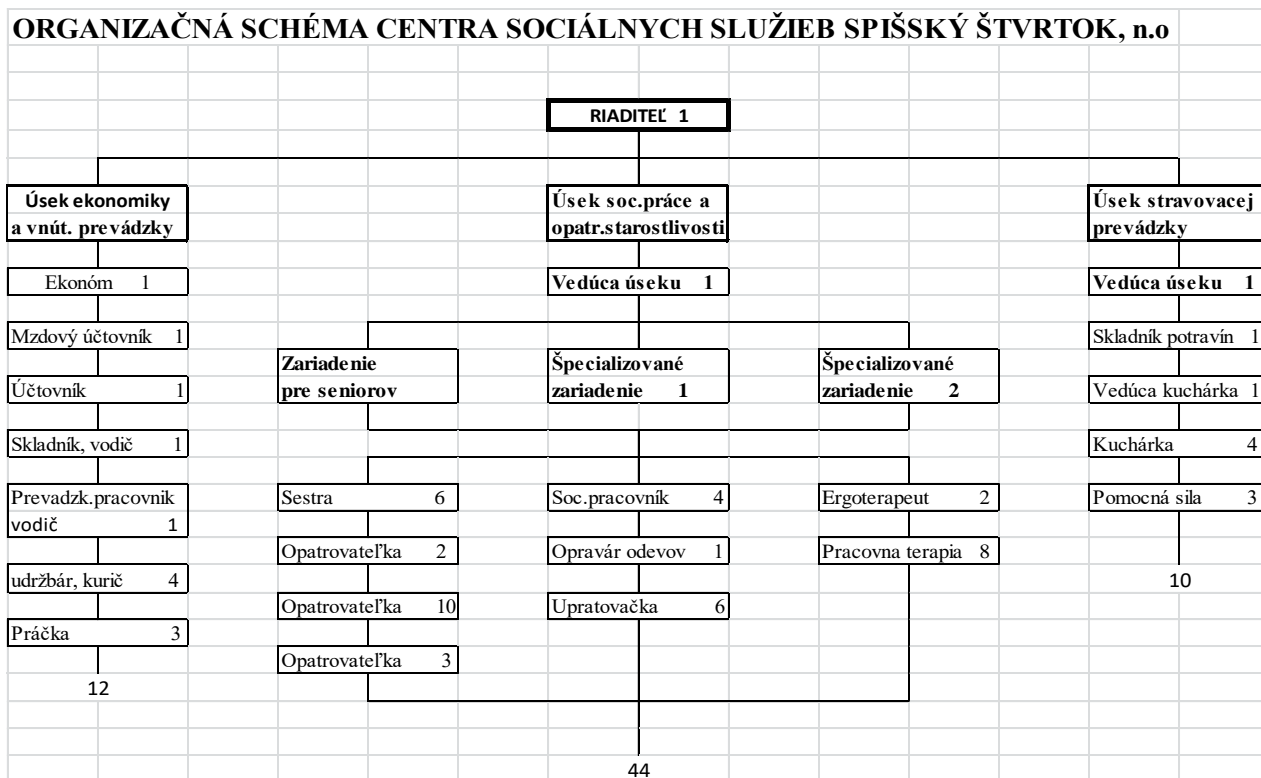 ORGANIZAČNÁ SCHÉMA CENTRA SOCIÁLNYCH SLUŽIEB SPIŠSKÝ ŠTVRTOK, n.o
RIADITEĽ 1
Úsek ekonomiky
a vnút. prevádzky
Ekonóm 1
Mzdový účtovník 1
Účtovník 1
Skladník, vodič 1
Prevadzk.pracovnik
vodič 1
udržbár, kurič 4
Práčka 3
12
Úsek soc.práce a
opatr.starostlivosti
Vedúca úseku 1
Zariadenie
pre seniorov
Špecializované
zariadenie 1
Špecializované
zariadenie 2
Sestra 6
Opatrovateľka 2
Opatrovateľka 10
Opatrovateľka 3
Soc.pracovník 4
Opravár odevov 1
Upratovačka 6
Ergoterapeut 2
Pracovna terapia 8
44
Úsek stravovacej
prevádzky
Vedúca úseku 1
Skladník potravín 1
Vedúca kuchárka 1
Kuchárka 4
Pomocná sila 3
10